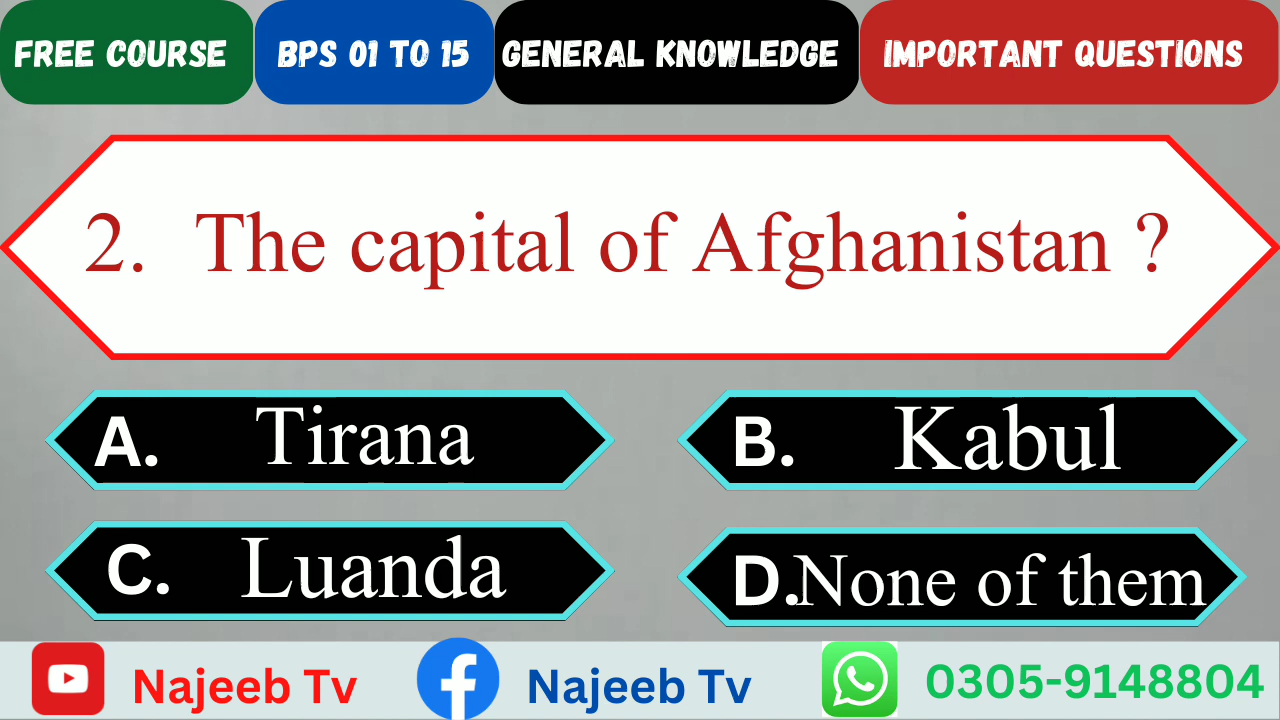 FREE COURSE
BPS 01 TO 15
GENERAL KNOWLEDGE
IMPORTANT QUESTIONS
2. The capital of Afghanistan ?
A. Tirana
B. Kabul
C. Luanda
D. None of them
Najeeb Tv
Najeeb Tv
0305-9148804